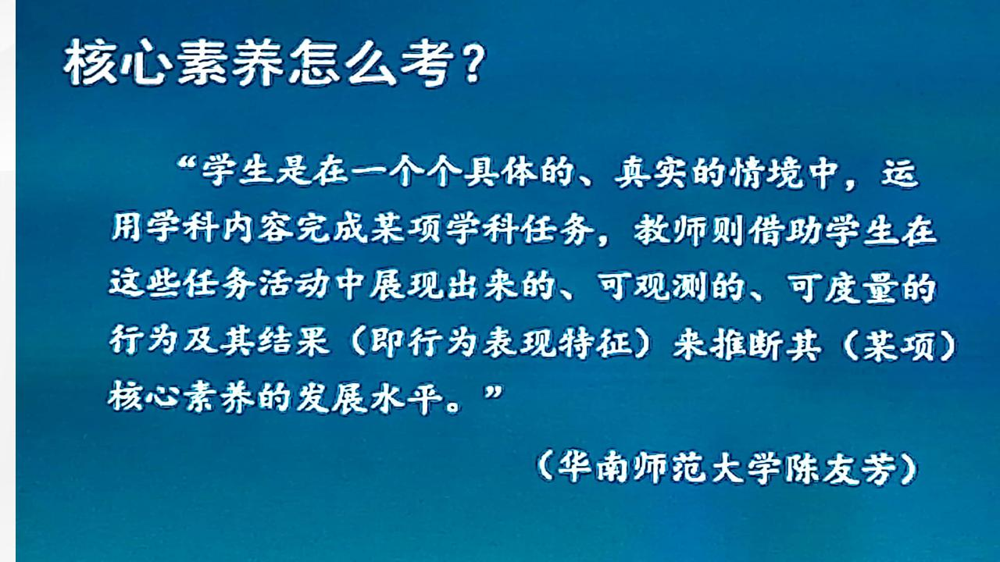 核心素养怎么考？
“学生是在一个个具体的、真实的情境中，运
用学科内容完成某项学科任务，教师则借助学生在
这些任务活动中展现出来的、可观测的、可度量的
行为及其结果（即行为表现特征）来推断其（某项）
核心素养的发展水平。”
（华南师范大学陈友芳）